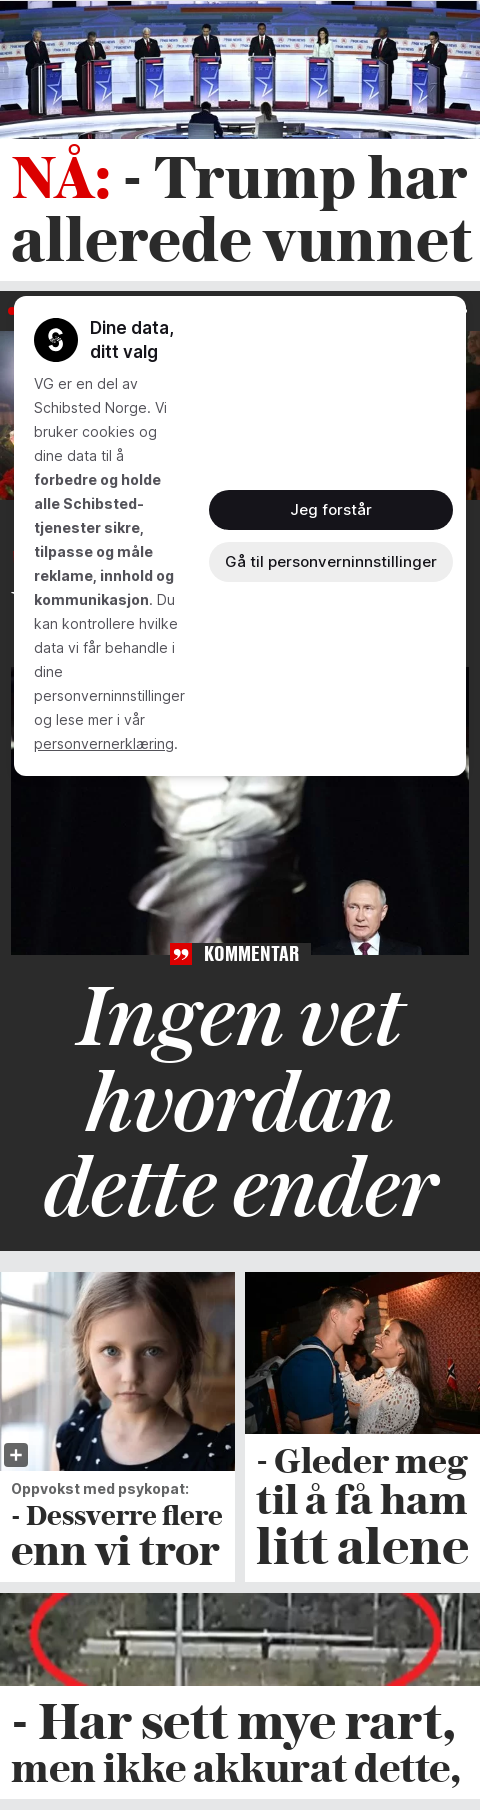 NÅ: - Trump har
allerede vunnet
Dine data,
ditt valg
VG er en del av
Schibsted Norge. Vi
bruker cookies og
dine data til å
forbedre og holde
alle Schibsted-
tjenester sikre,
tilpasse og måle
reklame, innhold og
kommunikasjon. Du
kan kontrollere hvilke
data vi får behandle i
dine
personverninnstillinger
og lese mer i vår
personvernerklæring.
Jeg forstår
Gå til personverninnstillinger
KOMMENTAR
Ingen vet
hvordan
dette ender
Oppvokst med psykopat:
- Dessverre flere
enn vi tror
- Gleder meg
til å få ham
litt alene
- Har sett mye rart,
men ikke akkurat dette,